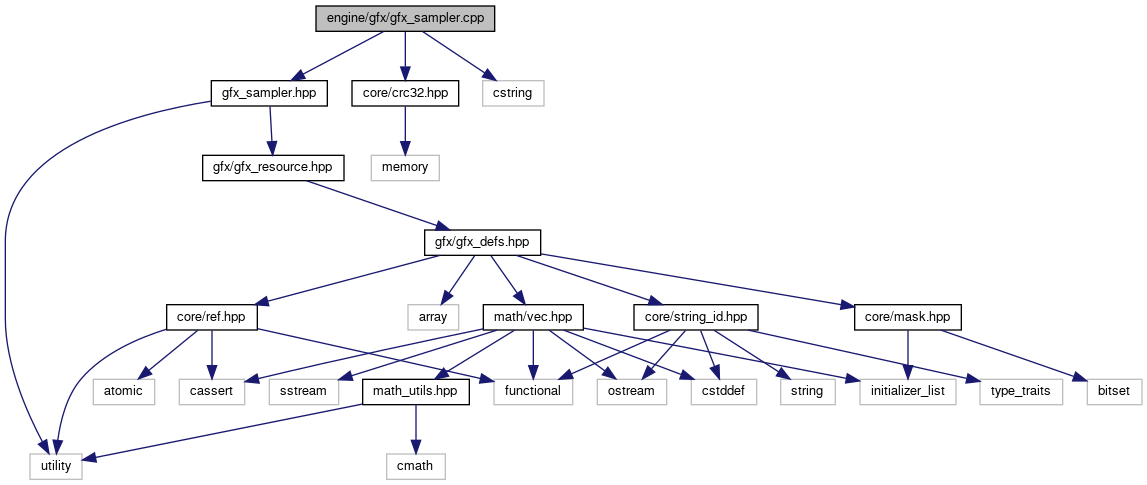 engine/gfx/gfx_sampler.cpp
gfx_sampler.hpp
core/crc32.hpp
cstring
gfx/gfx_resource.hpp
memory
gfx/gfx_defs.hpp
core/ref.hpp
array
math/vec.hpp
core/string_id.hpp
core/mask.hpp
atomic
cassert
sstream
math_utils.hpp
functional
ostream
cstddef
string
initializer_list
type_traits
bitset
utility
cmath